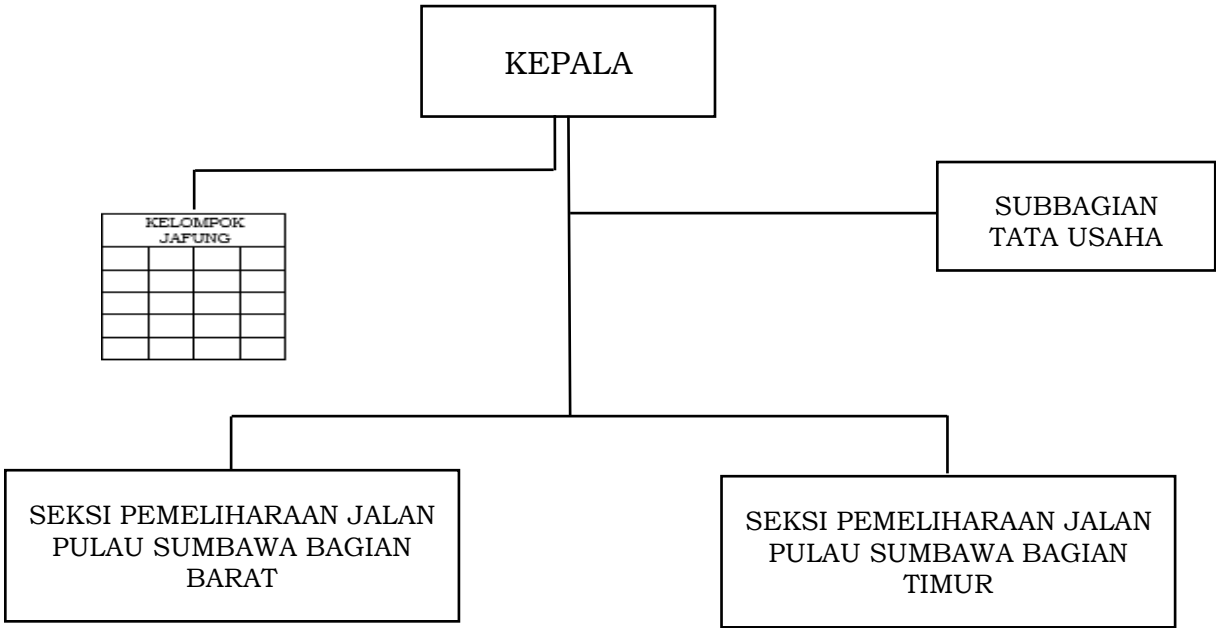 KEPALA
SUBBAGIAN
TATA USAHA
KELOMPOK
JAFUNG
SEKSI PEMELIHARAAN JALAN
PULAU SUMBAWA BAGIAN
BARAT
SEKSI PEMELIHARAAN JALAN
PULAU SUMBAWA BAGIAN
TIMUR